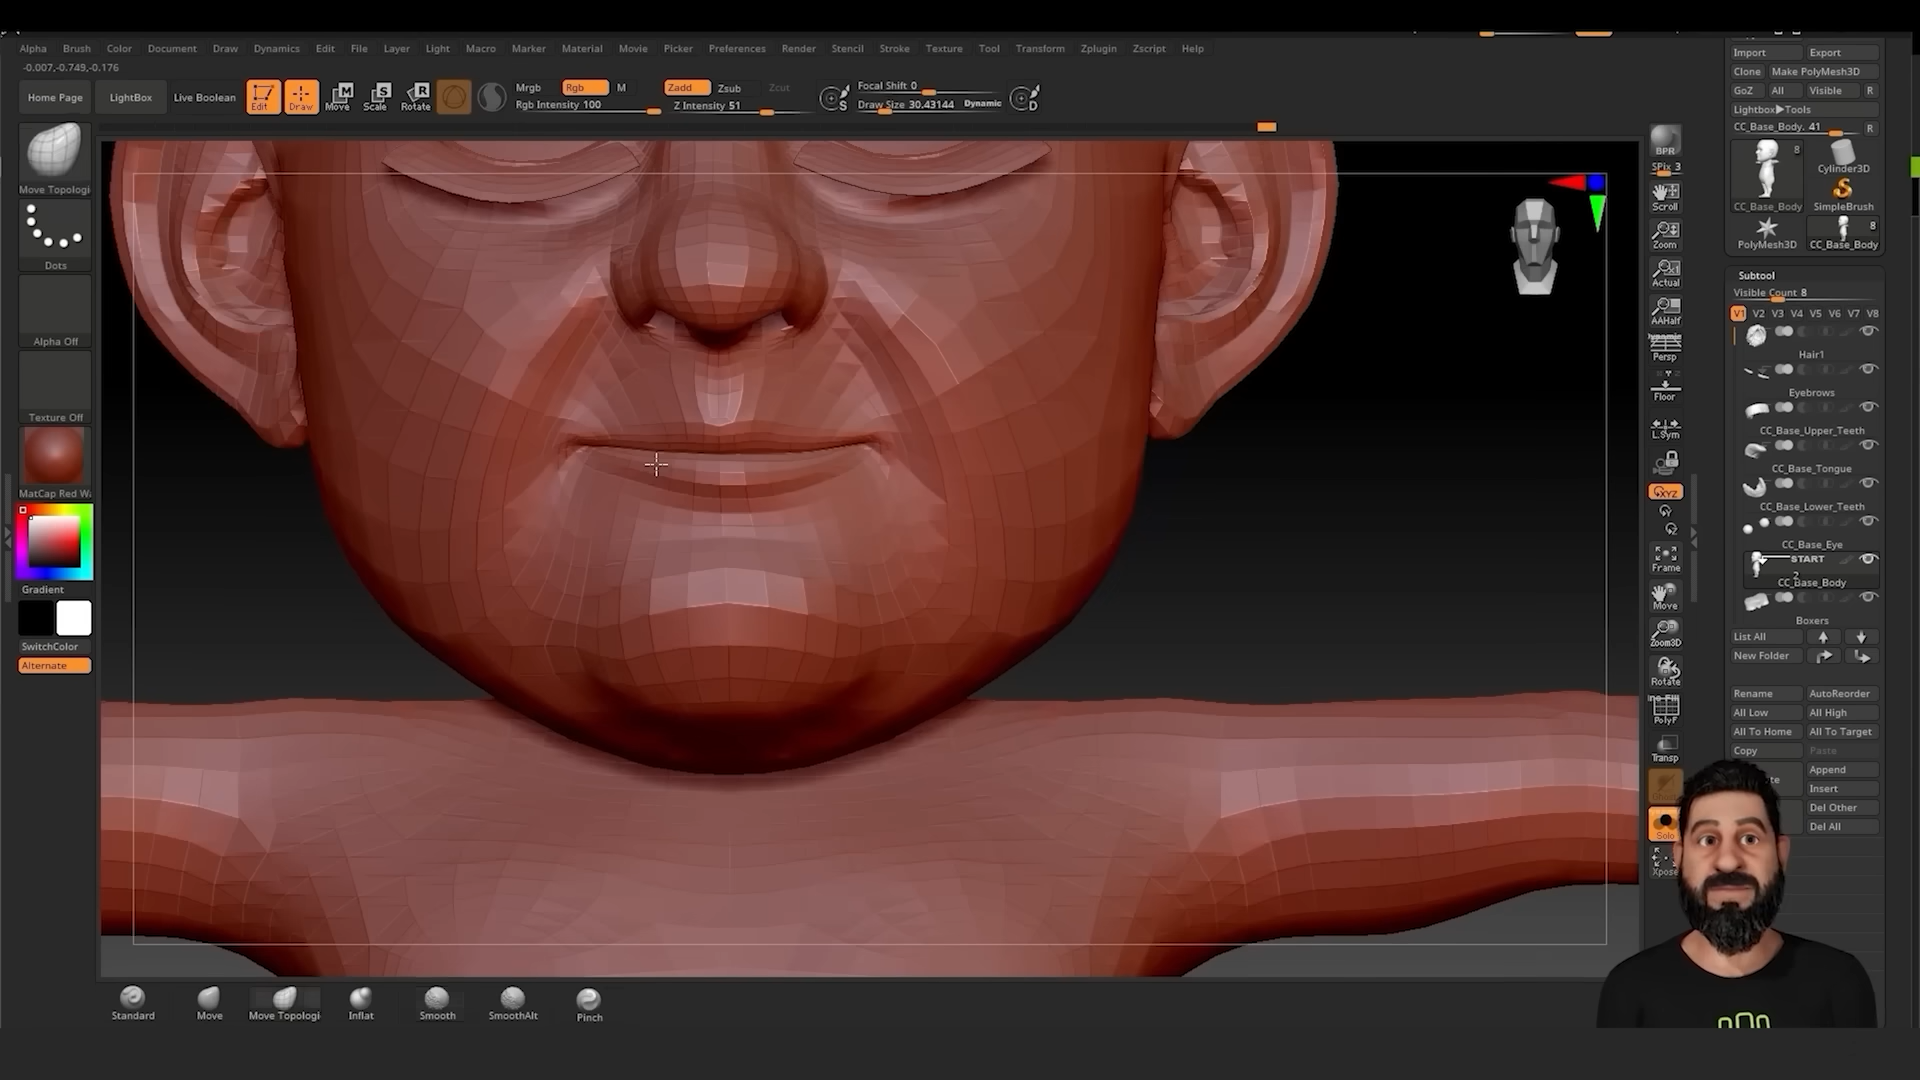 Alpha Brush Color Document Draw Dynamics Edit File Layer Light Macro Marker Material Movie Picker Preferences Render Stencil Stroke Texture Tool Transform Zplugin Zscript Help
-0.007,-0.749,-0.176
Home Page LightBox Live Boolean Edit Draw Move Scale Rotate
Mrgb Rgb M Zadd Zsub Zcut
Rgb Intensity 100 Z Intensity 51
Focal Shift 0
Draw Size 30.43144 Dynamic
S
D
Move Topologi
Dots
Alpha Off
Texture Off
MatCap Red W
Gradient
SwitchColor
Alternate
BPR
SPix 3
Scroll
Zoom
Actual
AAHalf
Dynamic
Persp
Floor
L.Sym
XYZ
Frame
Move
Zoom3D
Rotate
PolyF
Transp
Solo
Xpose
Import Export
Clone Make PolyMesh3D
GoZ All Visible R
Lightbox▶Tools
CC_Base_Body. 41 R
8
Cylinder3D
CC_Base_Body SimpleBrush
8
PolyMesh3D CC_Base_Body
Subtool
Visible Count 8
V1 V2 V3 V4 V5 V6 V7 V8
Hair1
Eyebrows
CC_Base_Upper_Teeth
CC_Base_Tongue
CC_Base_Lower_Teeth
CC_Base_Eye
START
2
CC_Base_Body
Boxers
List All
New Folder
Rename AutoReorder
All Low All High
All To Home All To Target
Copy Paste
Append
Insert
Del Other
Del All
Standard Move Move Topologi Inflat Smooth SmoothAlt Pinch